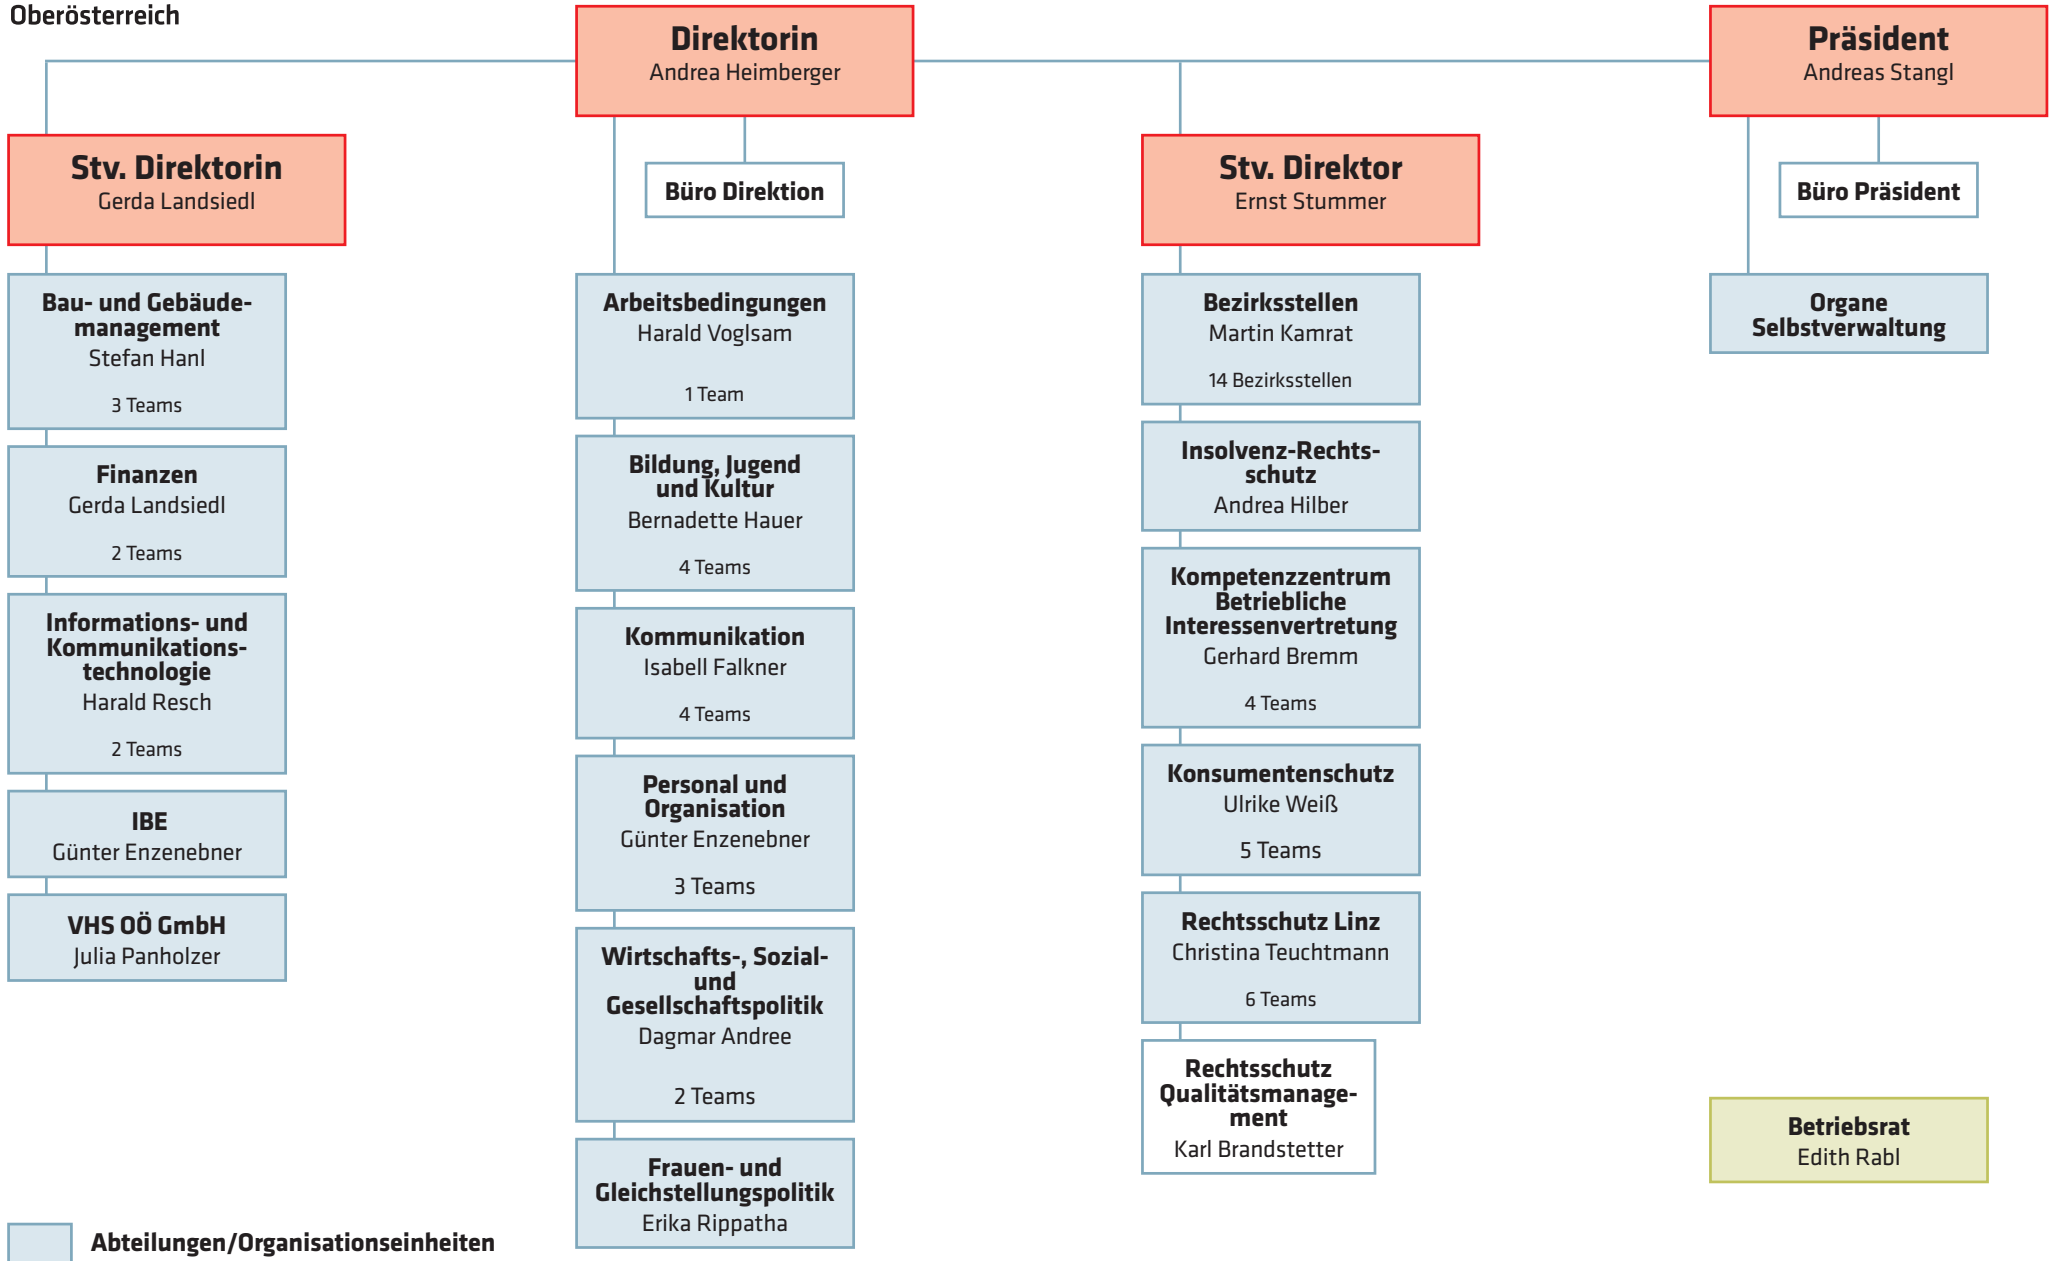 Oberösterreich
Direktorin
Andrea Heimberger
Präsident
Andreas Stangl
Stv. Direktorin
Gerda Landsiedl
Büro Direktion
Stv. Direktor
Ernst Stummer
Büro Präsident
Bau- und Gebäude-
management
Stefan Hanl
3 Teams
Finanzen
Gerda Landsiedl
2 Teams
Informations- und
Kommunikations-
technologie
Harald Resch
2 Teams
IBE
Günter Enzenebner
VHS OÖ GmbH
Julia Panholzer
Arbeitsbedingungen
Harald Voglsam
1 Team
Bildung, Jugend
und Kultur
Bernadette Hauer
4 Teams
Kommunikation
Isabell Falkner
4 Teams
Personal und
Organisation
Günter Enzenebner
3 Teams
Wirtschafts-, Sozial-
und
Gesellschaftspolitik
Dagmar Andree
2 Teams
Frauen- und
Gleichstellungspolitik
Erika Rippatha
Bezirksstellen
Martin Kamrat
14 Bezirksstellen
Insolvenz-Rechts-
schutz
Andrea Hilber
Kompetenzzentrum
Betriebliche
Interessenvertretung
Gerhard Bremm
4 Teams
Konsumentenschutz
Ulrike Weiß
5 Teams
Rechtsschutz Linz
Christina Teuchtmann
6 Teams
Rechtsschutz
Qualitätsmanage-
ment
Karl Brandstetter
Organe
Selbstverwaltung
Betriebsrat
Edith Rabl
Abteilungen/Organisationseinheiten